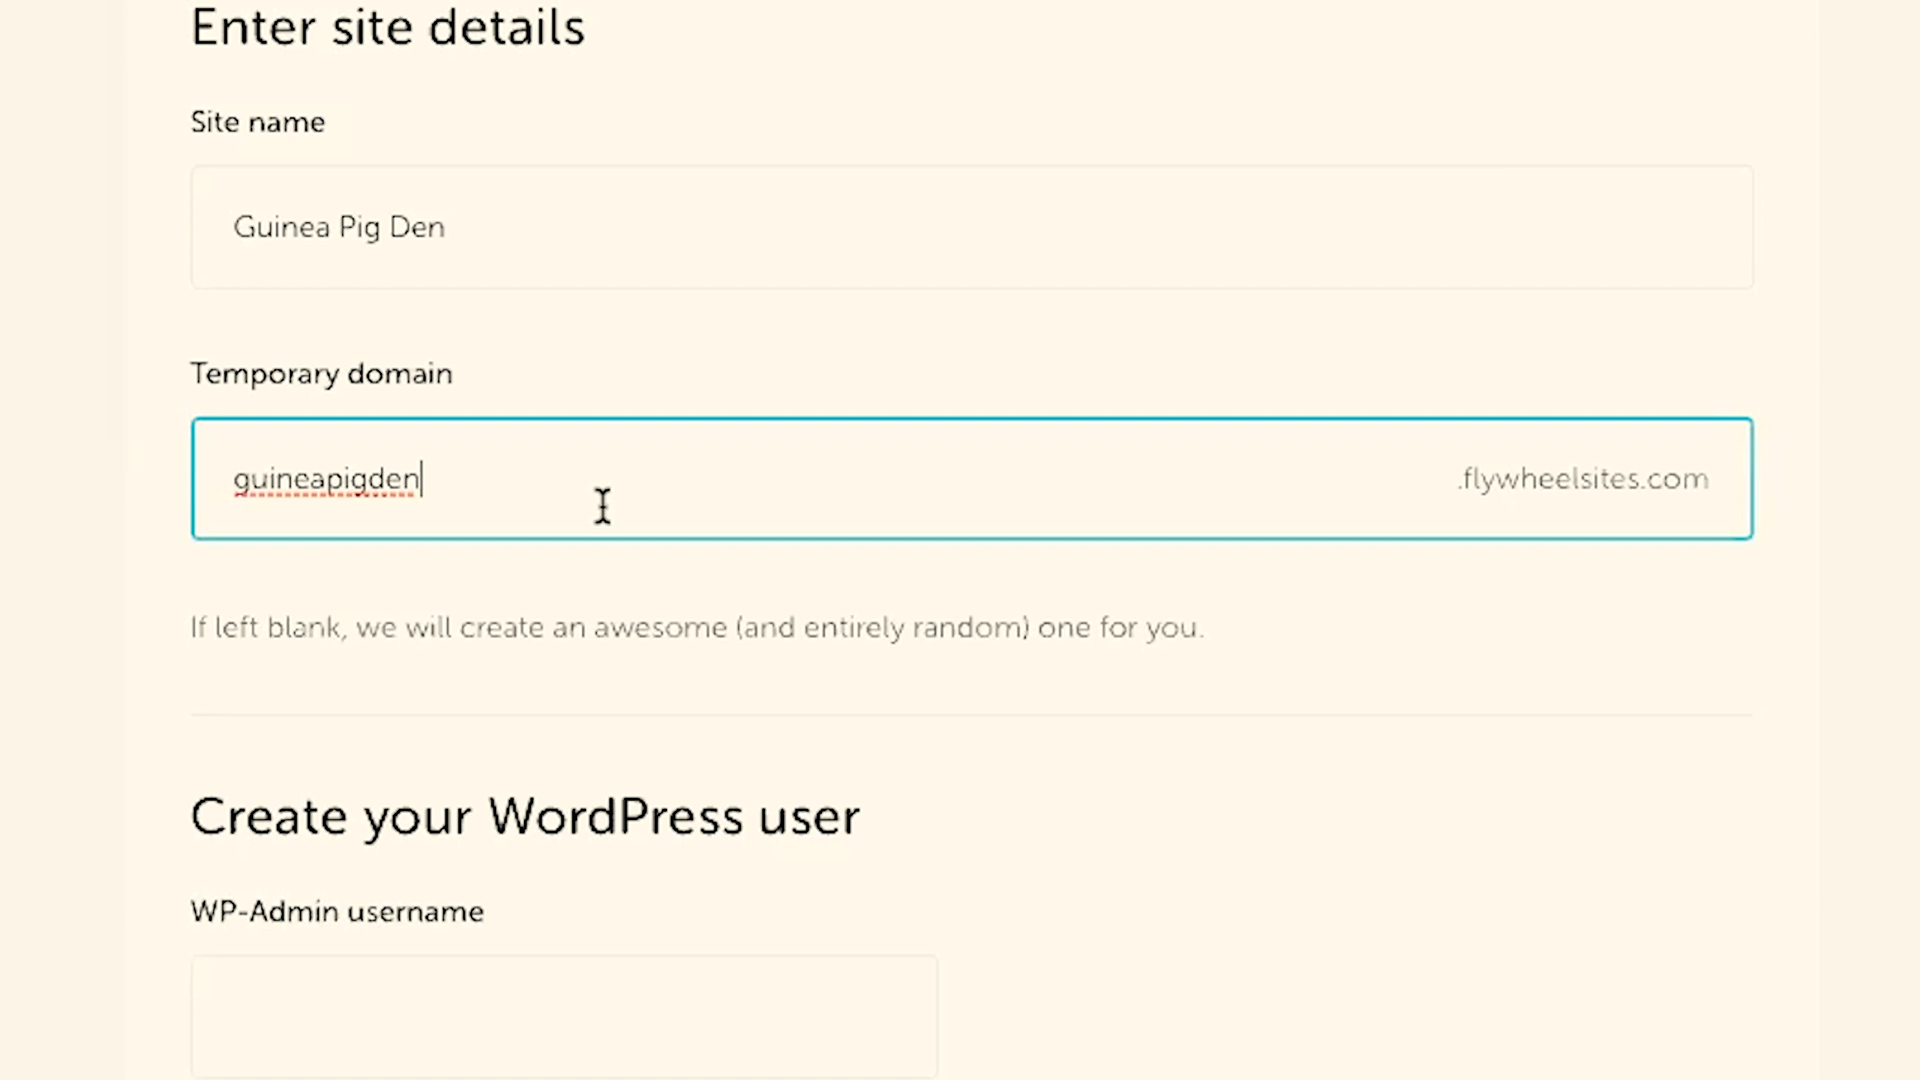 Enter site details
Site name
Guinea Pig Den
Temporary domain
guineapigden .flywheelsites.com
If left blank, we will create an awesome (and entirely random) one for you.
Create your WordPress user
WP-Admin username